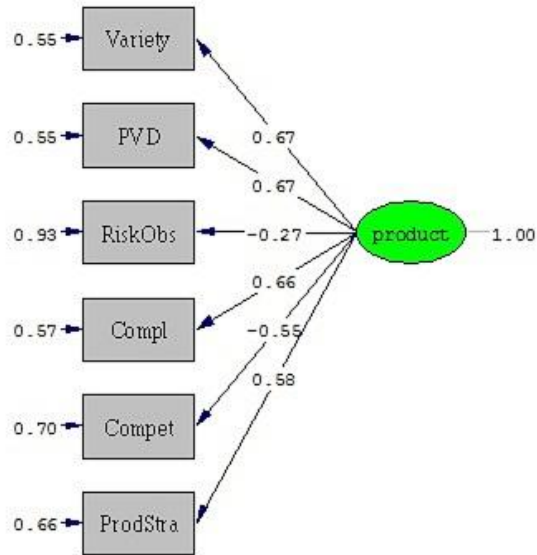 0.55 Variety
0.67
0.55 PVD
0.67
0.93 RiskObs -0.27 product 1.00
0.66
0.57 Compl
-0.55
0.58
0.70 Compet
0.66 ProdStra